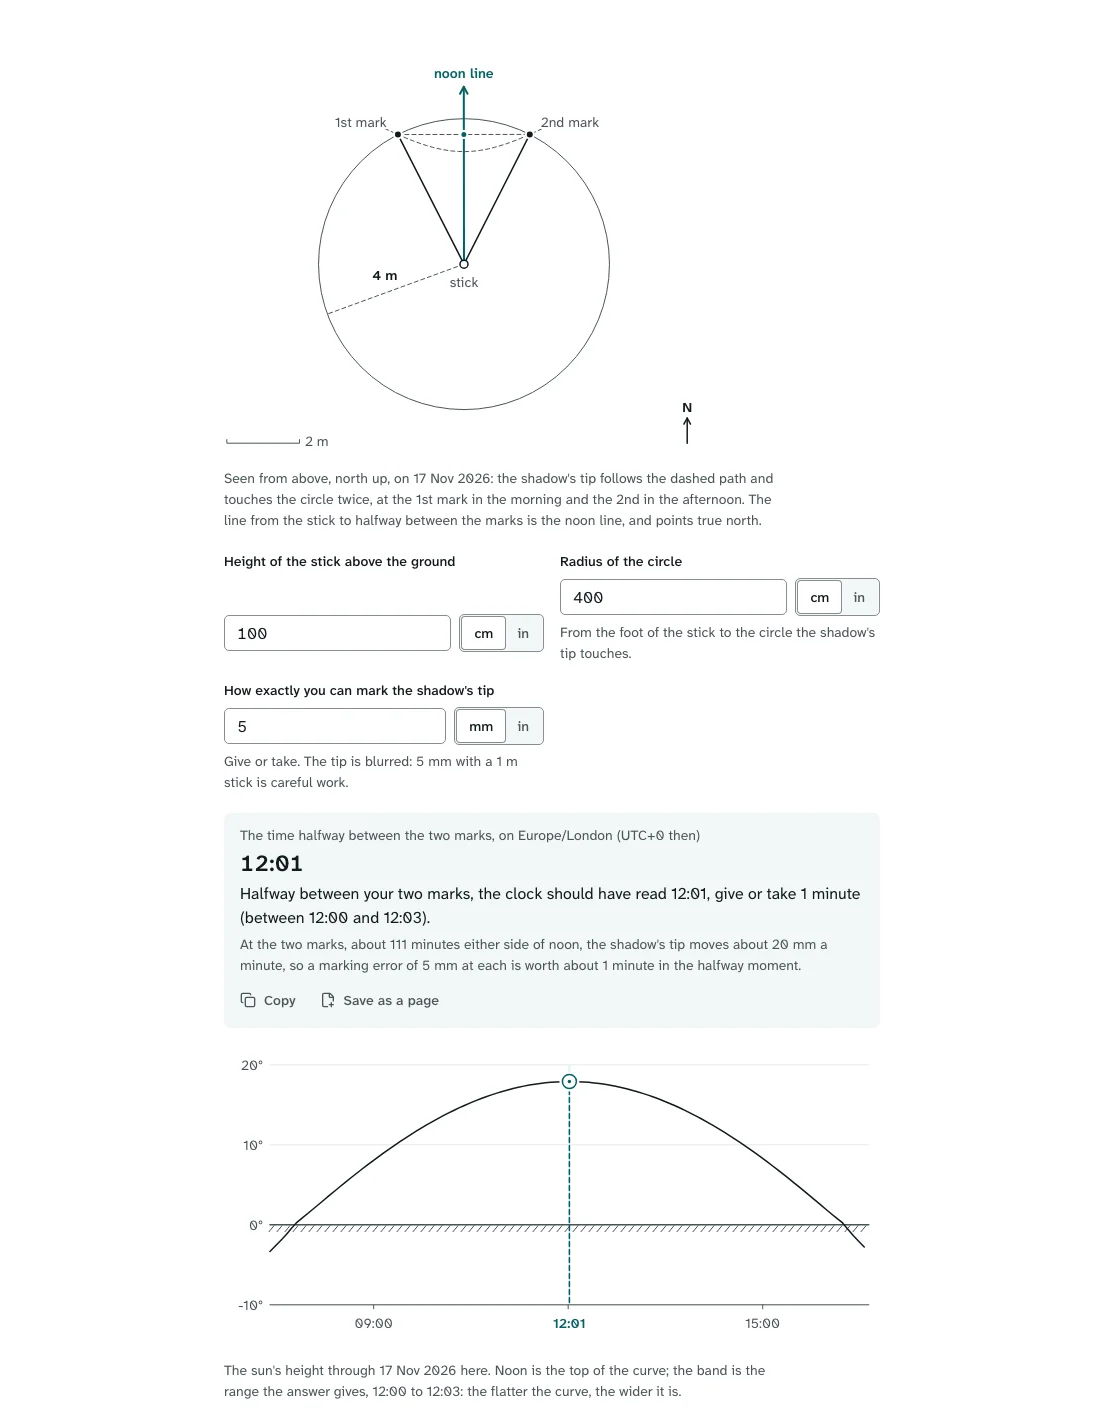 noon line
1st mark
2nd mark
4 m
stick
N
2 m
Seen from above, north up, on 17 Nov 2026: the shadow's tip follows the dashed path and
touches the circle twice, at the 1st mark in the morning and the 2nd in the afternoon. The
line from the stick to halfway between the marks is the noon line, and points true north.
Height of the stick above the ground
100
cm in
Radius of the circle
400
cm in
From the foot of the stick to the circle the shadow's
tip touches.
How exactly you can mark the shadow's tip
5
mm in
Give or take. The tip is blurred: 5 mm with a 1 m
stick is careful work.
The time halfway between the two marks, on Europe/London (UTC+0 then)
12:01
Halfway between your two marks, the clock should have read 12:01, give or take 1 minute
(between 12:00 and 12:03).
At the two marks, about 111 minutes either side of noon, the shadow's tip moves about 20 mm a
minute, so a marking error of 5 mm at each is worth about 1 minute in the halfway moment.
Copy Save as a page
20°
10°
0°
-10°
09:00 12:01 15:00
The sun's height through 17 Nov 2026 here. Noon is the top of the curve; the band is the
range the answer gives, 12:00 to 12:03: the flatter the curve, the wider it is.